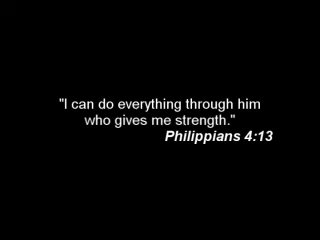 "I can do everything through him
who gives me strength."
Philippians 4:13